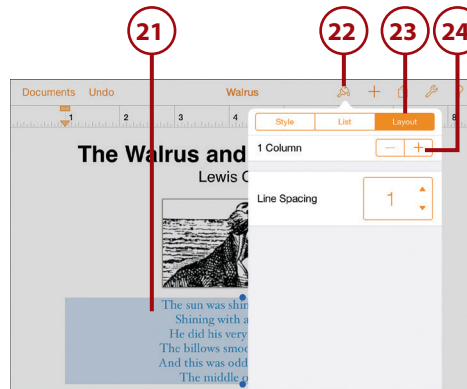 21 22 23 24
Documents Undo Walrus
1 2 3 4 8
Style List Layout
The Walrus and
1 Column − +
Lewis C
Line Spacing 1
The sun was shin
Shining with a
He did his very
The billows smoo
And this was odd
The middle o